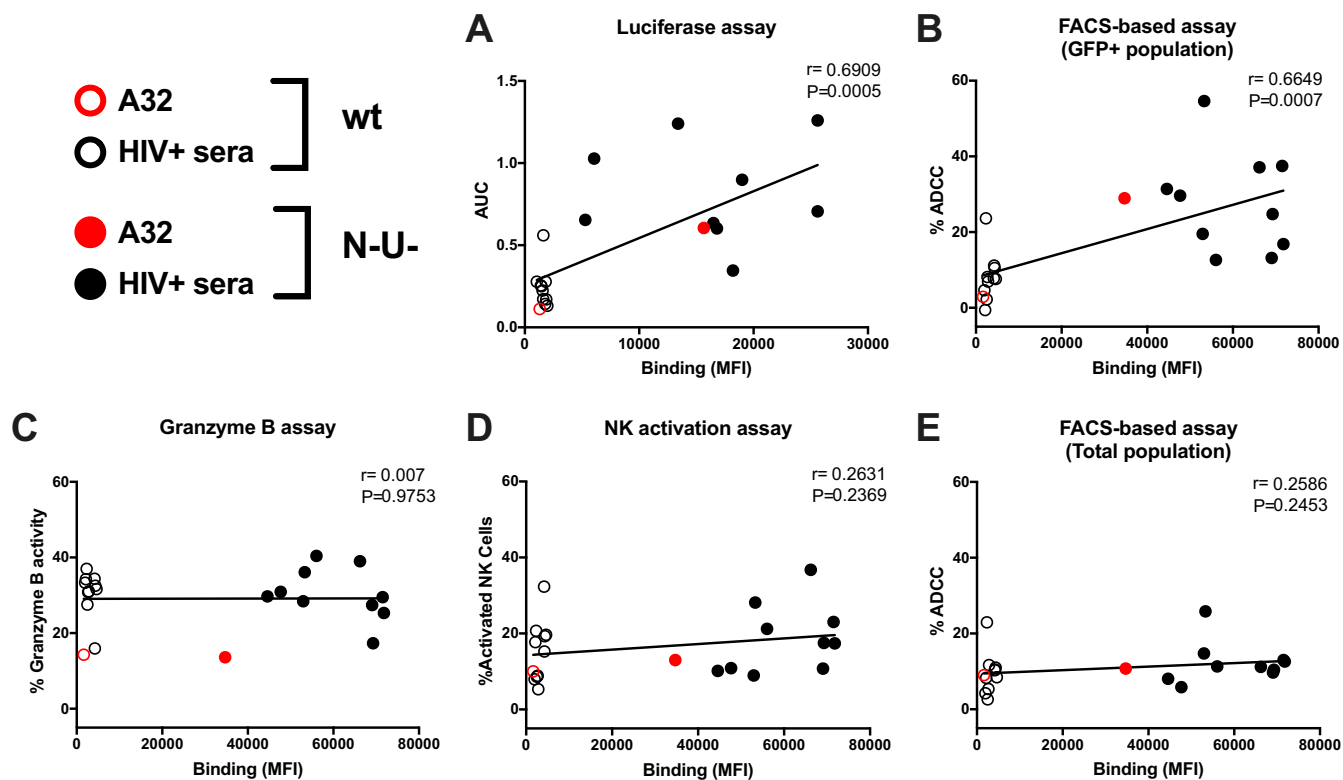 A32
HIV+ sera
wt
A32
HIV+ sera
N-U-
A
Luciferase assay
r= 0.6909
P=0.0005
1.5
1.0
0.5
0.0
AUC
0
10000
20000
30000
Binding (MFI)
B
FACS-based assay
(GFP+ population)
r= 0.6649
P=0.0007
60
40
20
0
% ADCC
0
20000
40000
60000
80000
Binding (MFI)
C
Granzyme B assay
r= 0.007
P=0.9753
60
40
20
0
% Granzyme B activity
0
20000
40000
60000
80000
Binding (MFI)
D
NK activation assay
r= 0.2631
P=0.2369
60
40
20
0
%Activated NK Cells
0
20000
40000
60000
80000
Binding (MFI)
E
FACS-based assay
(Total population)
r= 0.2586
P=0.2453
60
40
20
0
% ADCC
0
20000
40000
60000
80000
Binding (MFI)